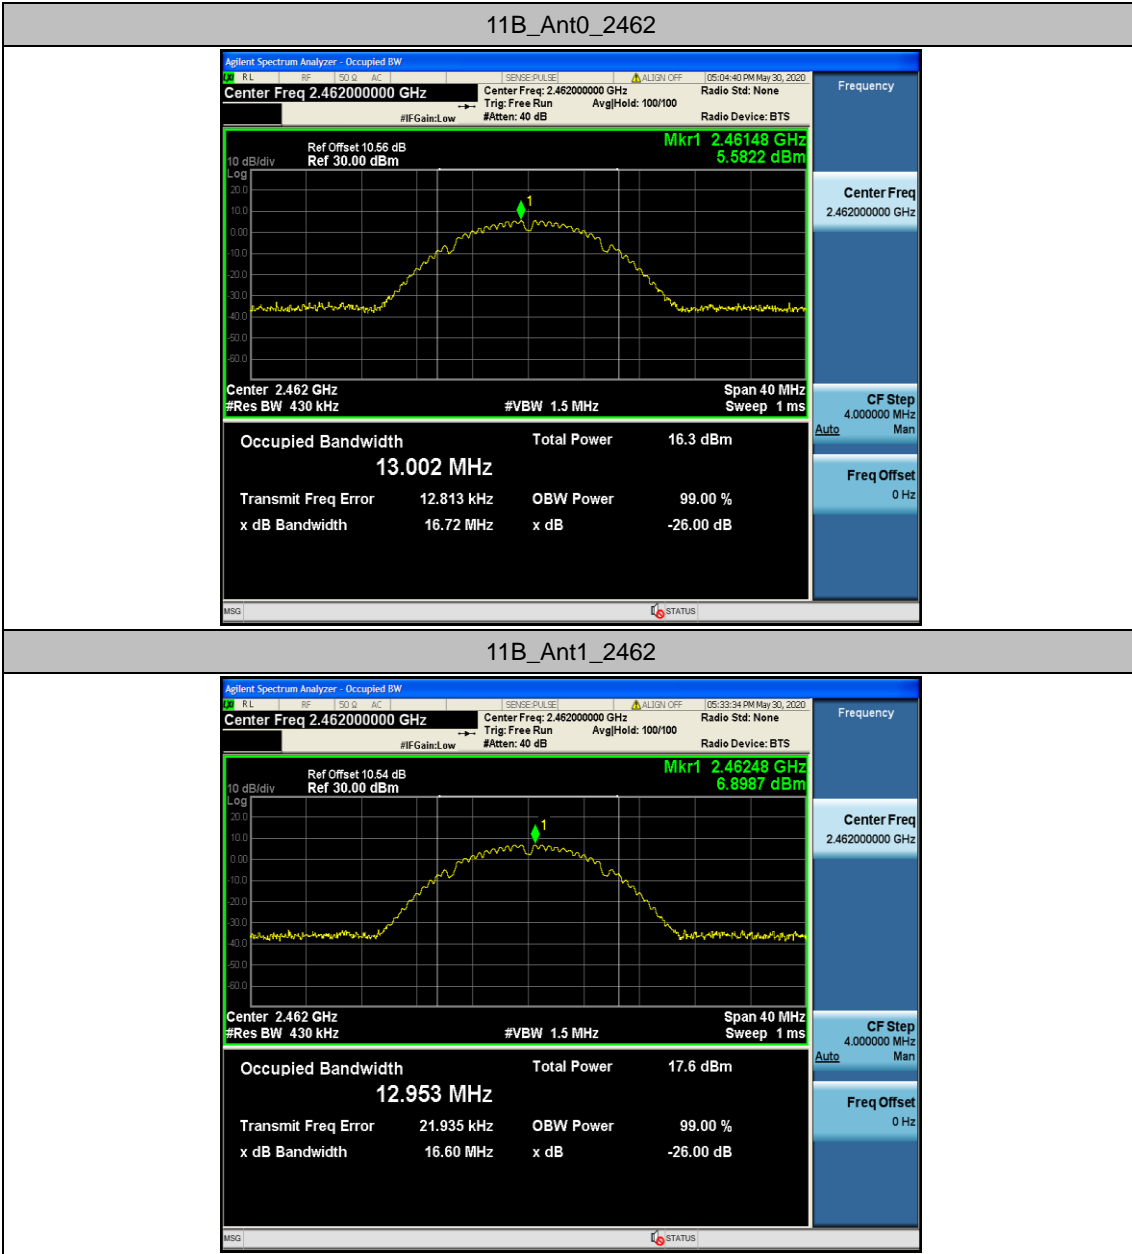 11B_Ant0_2462
Agilent Spectrum Analyzer - Occupied BW
LXI RL RF 50 Ω AC SENSE:PULSE ALIGN OFF 05:04:40 PM May 30, 2020
Center Freq 2.462000000 GHz
Center Freq: 2.462000000 GHz
Radio Std: None
Trig: Free Run Avg|Hold: 100/100
#IFGain:Low #Atten: 40 dB Radio Device: BTS
Ref Offset 10.56 dB
Mkr1 2.46148 GHz
10 dB/div Ref 30.00 dBm 5.5822 dBm
Log
20.0
10.0
0.00
-10.0
-20.0
-30.0
-40.0
-50.0
-60.0
1
Center 2.462 GHz Span 40 MHz
#Res BW 430 kHz #VBW 1.5 MHz Sweep 1 ms
Occupied Bandwidth Total Power 16.3 dBm
13.002 MHz
Transmit Freq Error 12.813 kHz OBW Power 99.00 %
x dB Bandwidth 16.72 MHz x dB -26.00 dB
MSG STATUS
Frequency
Center Freq
2.462000000 GHz
CF Step
4.000000 MHz
Auto Man
Freq Offset
0 Hz
11B_Ant1_2462
Agilent Spectrum Analyzer - Occupied BW
LXI RL RF 50 Ω AC SENSE:PULSE ALIGN OFF 05:33:34 PM May 30, 2020
Center Freq 2.462000000 GHz
Center Freq: 2.462000000 GHz
Radio Std: None
Trig: Free Run Avg|Hold: 100/100
#IFGain:Low #Atten: 40 dB Radio Device: BTS
Ref Offset 10.54 dB
Mkr1 2.46248 GHz
10 dB/div Ref 30.00 dBm 6.8987 dBm
Log
20.0
10.0
0.00
-10.0
-20.0
-30.0
-40.0
-50.0
-60.0
1
Center 2.462 GHz Span 40 MHz
#Res BW 430 kHz #VBW 1.5 MHz Sweep 1 ms
Occupied Bandwidth Total Power 17.6 dBm
12.953 MHz
Transmit Freq Error 21.935 kHz OBW Power 99.00 %
x dB Bandwidth 16.60 MHz x dB -26.00 dB
MSG STATUS
Frequency
Center Freq
2.462000000 GHz
CF Step
4.000000 MHz
Auto Man
Freq Offset
0 Hz